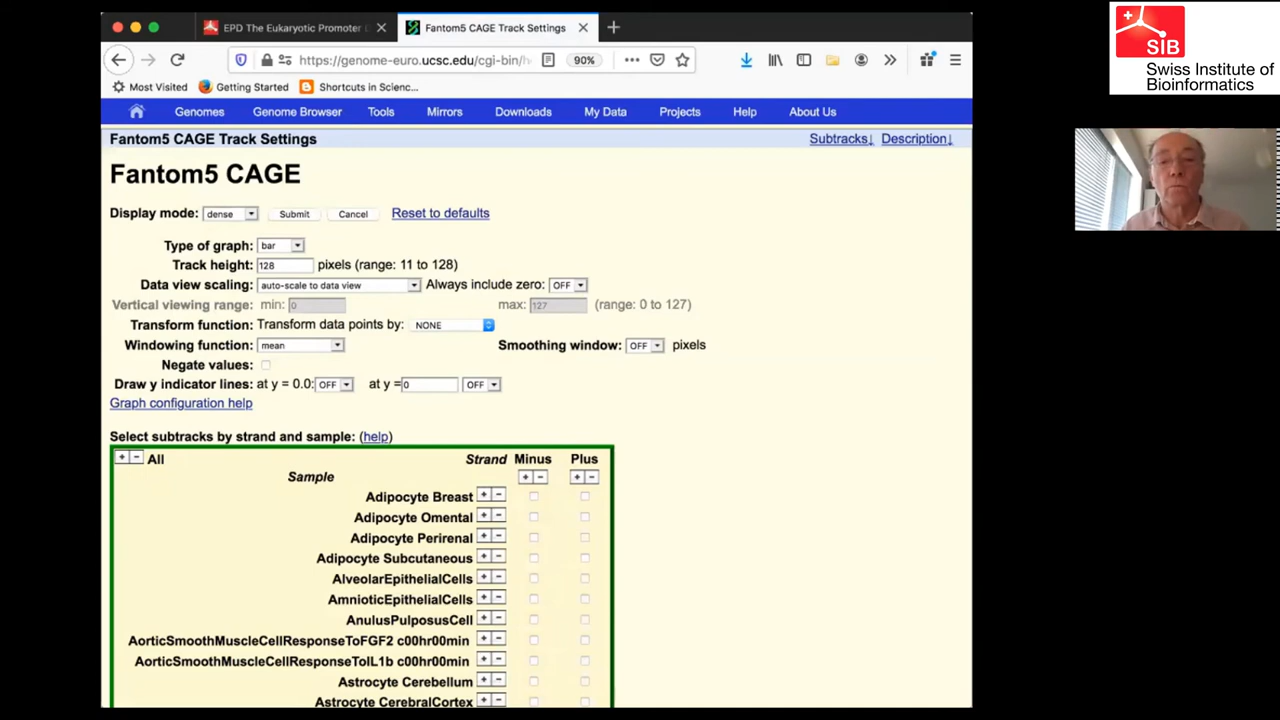 EPD The Eukaryotic Promoter
Fantom5 CAGE Track Settings
https://genome-euro.ucsc.edu/cgi-bin/h
90%
Most Visited
Getting Started
Shortcuts in Scienc...
Genomes
Genome Browser
Tools
Mirrors
Downloads
My Data
Projects
Help
About Us
Fantom5 CAGE Track Settings
Subtracks↓
Description↓
Fantom5 CAGE
Display mode: dense Submit Cancel Reset to defaults
Type of graph: bar
Track height: 128 pixels (range: 11 to 128)
Data view scaling: auto-scale to data view Always include zero: OFF
Vertical viewing range: min: 0 max: 127 (range: 0 to 127)
Transform function: Transform data points by: NONE
Windowing function: mean Smoothing window: OFF pixels
Negate values:
Draw y indicator lines: at y = 0.0: OFF at y = 0 OFF
Graph configuration help
Select subtracks by strand and sample: (help)
+ - All Strand Minus Plus
Sample + - + -
Adipocyte Breast + -
Adipocyte Omental + -
Adipocyte Perirenal + -
Adipocyte Subcutaneous + -
AlveolarEpithelialCells + -
AmnioticEpithelialCells + -
AnulusPulposusCell + -
AorticSmoothMuscleCellResponseToFGF2 c00hr00min + -
AorticSmoothMuscleCellResponseToIL1b c00hr00min + -
Astrocyte Cerebellum + -
Astrocyte CerebralCortex + -
SIB
Swiss Institute of
Bioinformatics